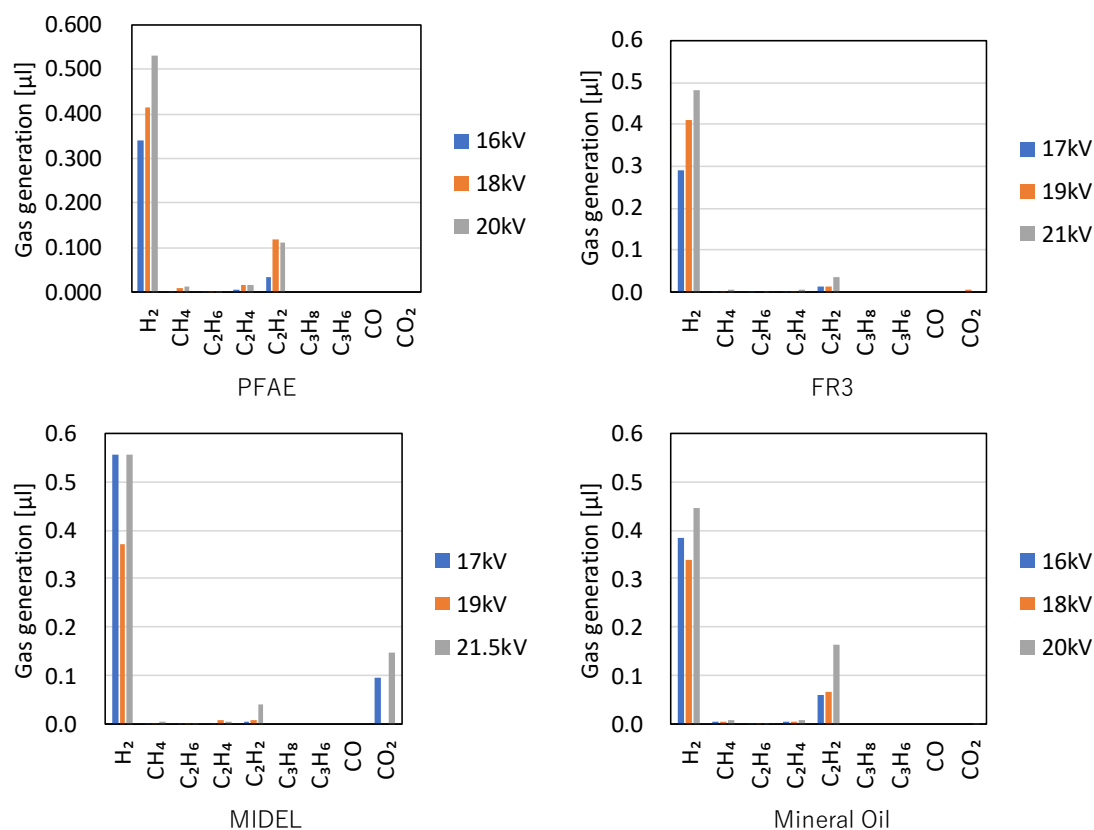 Gas generation [µl]
0.600
0.500
0.400
0.300
0.200
0.100
0.000
H₂ CH₄ C₂H₆ C₂H₄ C₂H₂ C₃H₈ C₃H₆ CO CO₂
16kV
18kV
20kV
PFAE
Gas generation [µl]
0.6
0.5
0.4
0.3
0.2
0.1
0.0
H₂ CH₄ C₂H₆ C₂H₄ C₂H₂ C₃H₈ C₃H₆ CO CO₂
17kV
19kV
21kV
FR3
Gas generation [µl]
0.6
0.5
0.4
0.3
0.2
0.1
0.0
H₂ CH₄ C₂H₆ C₂H₄ C₂H₂ C₃H₈ C₃H₆ CO CO₂
17kV
19kV
21.5kV
MIDEL
Gas generation [µl]
0.6
0.5
0.4
0.3
0.2
0.1
0.0
H₂ CH₄ C₂H₆ C₂H₄ C₂H₂ C₃H₈ C₃H₆ CO CO₂
16kV
18kV
20kV
Mineral Oil